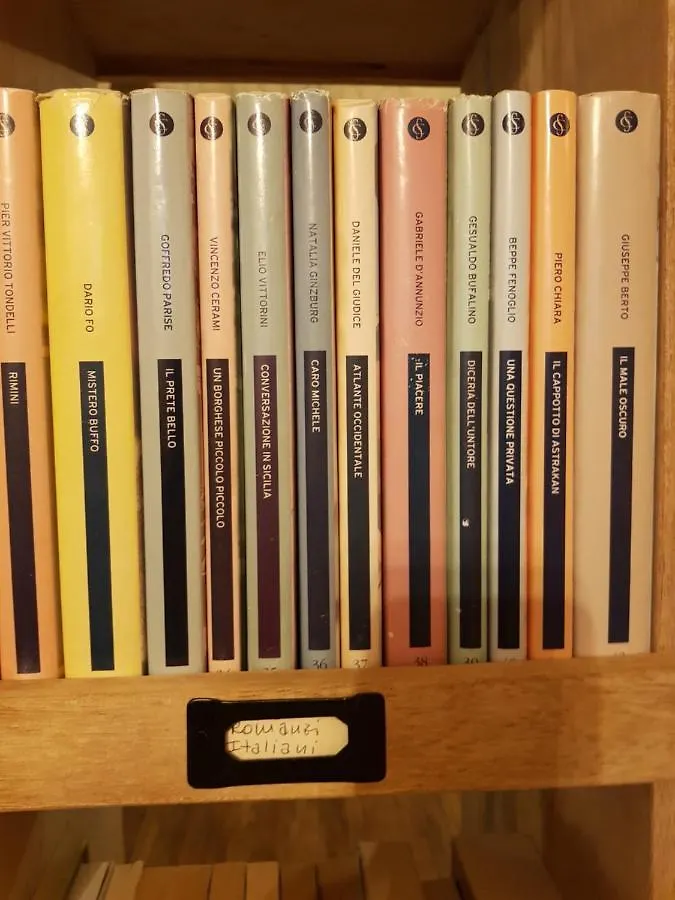 PIER VITTORIO TONDELLI
RIMINI
DARIO FO
MISTERO BUFFO
GOFFREDO PARISE
IL PRETE BELLO
VINCENZO CERAMI
UN BORGHESE PICCOLO PICCOLO
ELIO VITTORINI
CONVERSAZIONE IN SICILIA
NATALIA GINZBURG
CARO MICHELE
36
DANIELE DEL GIUDICE
ATLANTE OCCIDENTALE
37
GABRIELE D'ANNUNZIO
IL PIACERE
38
GESUALDO BUFALINO
DICERIA DELL'UNTORE
39
BEPPE FENOGLIO
UNA QUESTIONE PRIVATA
PIERO CHIARA
IL CAPPOTTO DI ASTRAKAN
GIUSEPPE BERTO
IL MALE OSCURO
Romanzi
Italiani